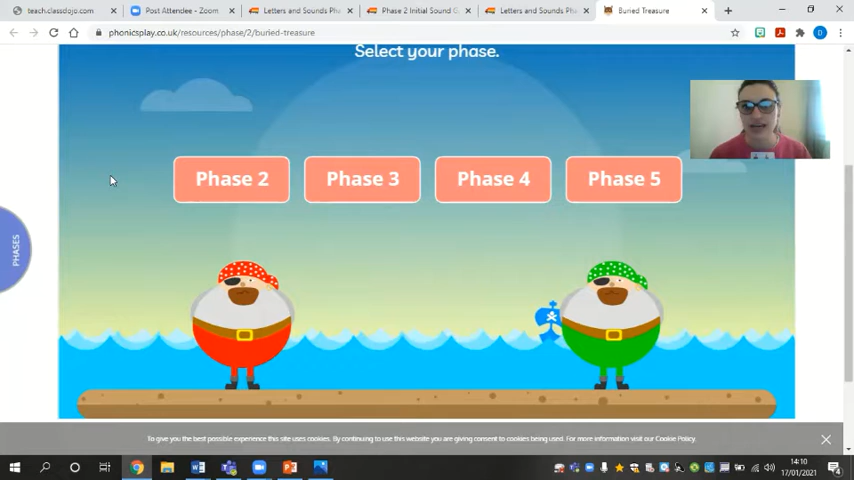 teach.classdojo.com
Post Attendee - Zoom
Letters and Sounds Ph
Phase 2 Initial Sound G
Letters and Sounds Ph
Buried Treasure
phonicsplay.co.uk/resources/phase/2/buried-treasure
D
Select your phase.
Phase 2
Phase 3
Phase 4
Phase 5
PHASES
To give you the best possible experience this site uses cookies. By continuing to use this website you are giving consent to cookies being used. For more information visit our Cookie Policy.
14:10
17/01/2021